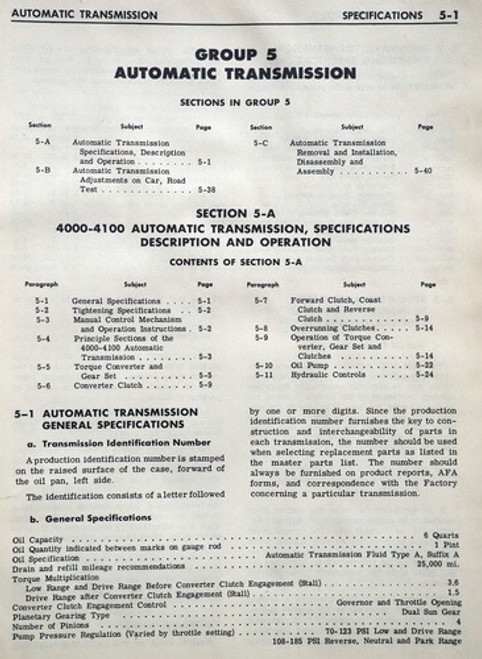 AUTOMATIC TRANSMISSION SPECIFICATIONS 5-1
GROUP 5
AUTOMATIC TRANSMISSION
SECTIONS IN GROUP 5
Section Subject Page
5-A Automatic Transmission
Specifications, Description
and Operation . . . . . . . . . 5-1
5-B Automatic Transmission
Adjustments on Car, Road
Test . . . . . . . . . . . . . 5-38
Section Subject Page
5-C Automatic Transmission
Removal and Installation,
Disassembly and
Assembly . . . . . . . . . . 5-40
SECTION 5-A
4000-4100 AUTOMATIC TRANSMISSION, SPECIFICATIONS
DESCRIPTION AND OPERATION
CONTENTS OF SECTION 5-A
Paragraph Subject Page
5-1 General Specifications . . . . 5-1
5-2 Tightening Specifications . . 5-2
5-3 Manual Control Mechanism
and Operation Instructions . 5-2
5-4 Principle Sections of the
4000-4100 Automatic
Transmission . . . . . . . . . 5-3
5-5 Torque Converter and
Gear Set . . . . . . . . . . . 5-5
5-6 Converter Clutch . . . . . . . 5-9
Paragraph Subject Page
5-7 Forward Clutch, Coast
Clutch and Reverse
Clutch . . . . . . . . . . . . 5-9
5-8 Overrunning Clutches . . . . . 5-14
5-9 Operation of Torque Con-
verter, Gear Set and
Clutches . . . . . . . . . . . 5-14
5-10 Oil Pump . . . . . . . . . . . 5-22
5-11 Hydraulic Controls . . . . . 5-24
5-1 AUTOMATIC TRANSMISSION
GENERAL SPECIFICATIONS
a. Transmission Identification Number
A production identification number is stamped
on the raised surface of the case, forward of
the oil pan, left side.
The identification consists of a letter followed
by one or more digits. Since the production
identification number furnishes the key to con-
struction and interchangeability of parts in
each transmission, the number should be used
when selecting replacement parts as listed in
the master parts list. The number should
always be furnished on product reports, AFA
forms, and correspondence with the Factory
concerning a particular transmission.
b. General Specifications
Oil Capacity . . . . . . . . . . 6 Quarts
Oil Quantity indicated between marks on gauge rod . . . . . . . . . . 1 Pint
Oil Specification . . . . . . . . . . Automatic Transmission Fluid Type A, Suffix A
Drain and refill mileage recommendations . . . . . . . . . . 25,000 mi.
Torque Multiplication
Low Range and Drive Range Before Converter Clutch Engagement (Stall) . . . . . . . . . . 3.6
Drive Range after Converter Clutch Engagement (Stall) . . . . . . . . . . 1.5
Converter Clutch Engagement Control . . . . . . . . . . Governor and Throttle Opening
Planetary Gearing Type . . . . . . . . . . Dual Sun Gear
Number of Pinions . . . . . . . . . . 4
Pump Pressure Regulation (Varied by throttle setting) . . . . . . . . . . 70-123 PSI Low and Drive Range
108-185 PSI Reverse, Neutral and Park Range